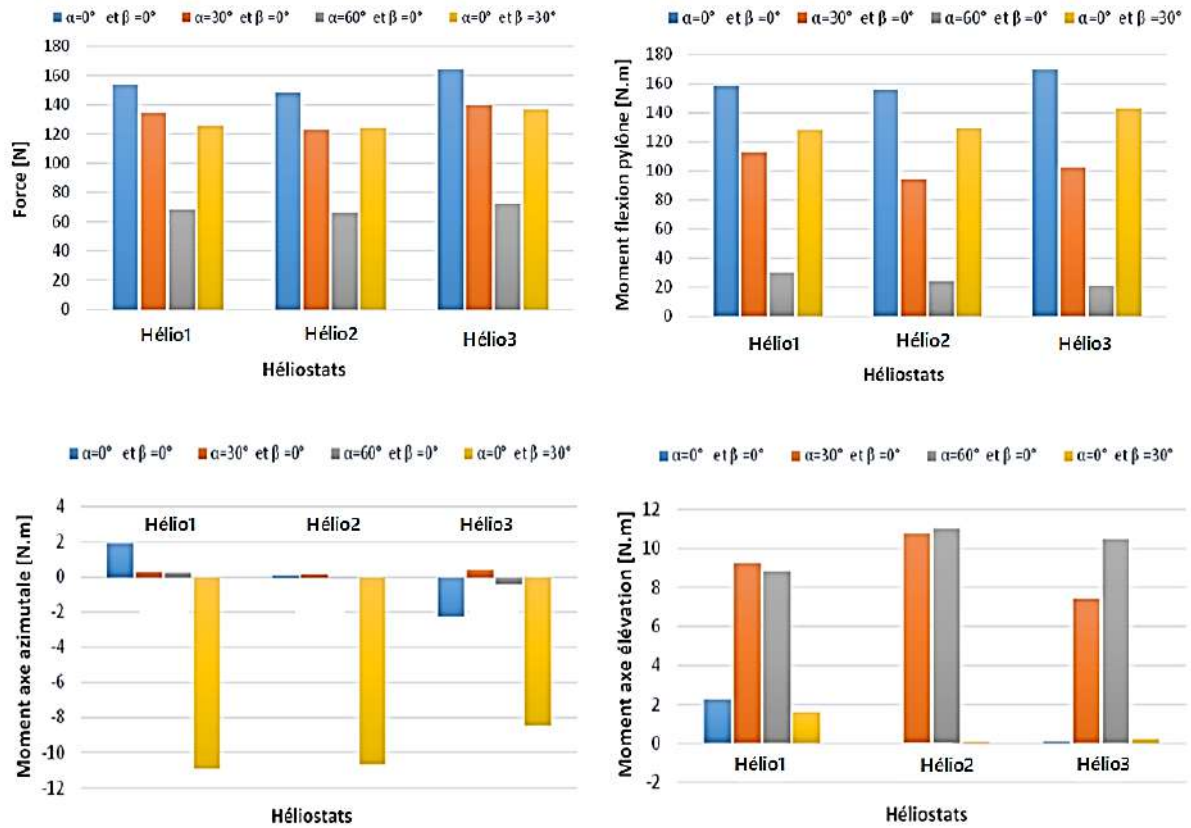 α=0° et β =0° α=30° et β =0° α=60° et β =0° α=0° et β =30°
180
160
140
120
100
80
60
40
20
0
Force [N]
Hélio1 Hélio2 Hélio3
Héliostats
α=0° et β =0° α=30° et β =0° α=60° et β =0° α=0° et β =30°
180
160
140
120
100
80
60
40
20
0
Moment flexion pylône [N.m]
Hélio1 Hélio2 Hélio3
Héliostats
α=0° et β =0° α=30° et β =0° α=60° et β =0° α=0° et β =30°
4
2
0
-2
-4
-6
-8
-10
-12
Moment axe azimutale [N.m]
Hélio1 Hélio2 Hélio3
Héliostats
α=0° et β =0° α=30° et β =0° α=60° et β =0° α=0° et β =30°
12
10
8
6
4
2
0
-2
Moment axe élévation [N.m]
Hélio1 Hélio2 Hélio3
Héliostats